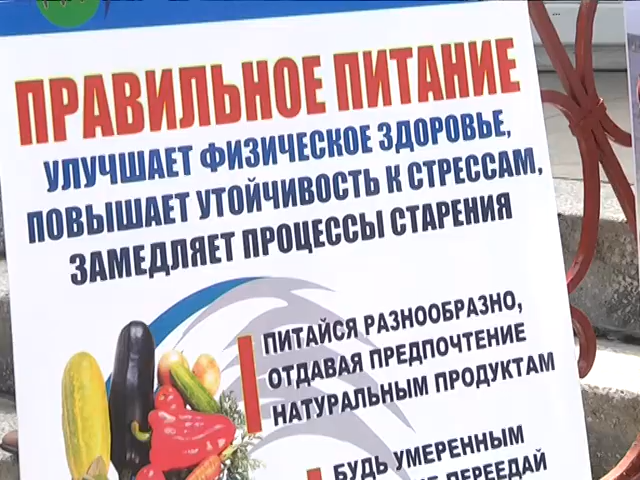 ПРАВИЛЬНОЕ ПИТАНИЕ
УЛУЧШАЕТ ФИЗИЧЕСКОЕ ЗДОРОВЬЕ,
ПОВЫШАЕТ УТОЙЧИВОСТЬ К СТРЕССАМ,
ЗАМЕДЛЯЕТ ПРОЦЕССЫ СТАРЕНИЯ
ПИТАЙСЯ РАЗНООБРАЗНО,
ОТДАВАЯ ПРЕДПОЧТЕНИЕ
НАТУРАЛЬНЫМ ПРОДУКТАМ
БУДЬ УМЕРЕННЫМ
ПЕРЕЕДАЙ